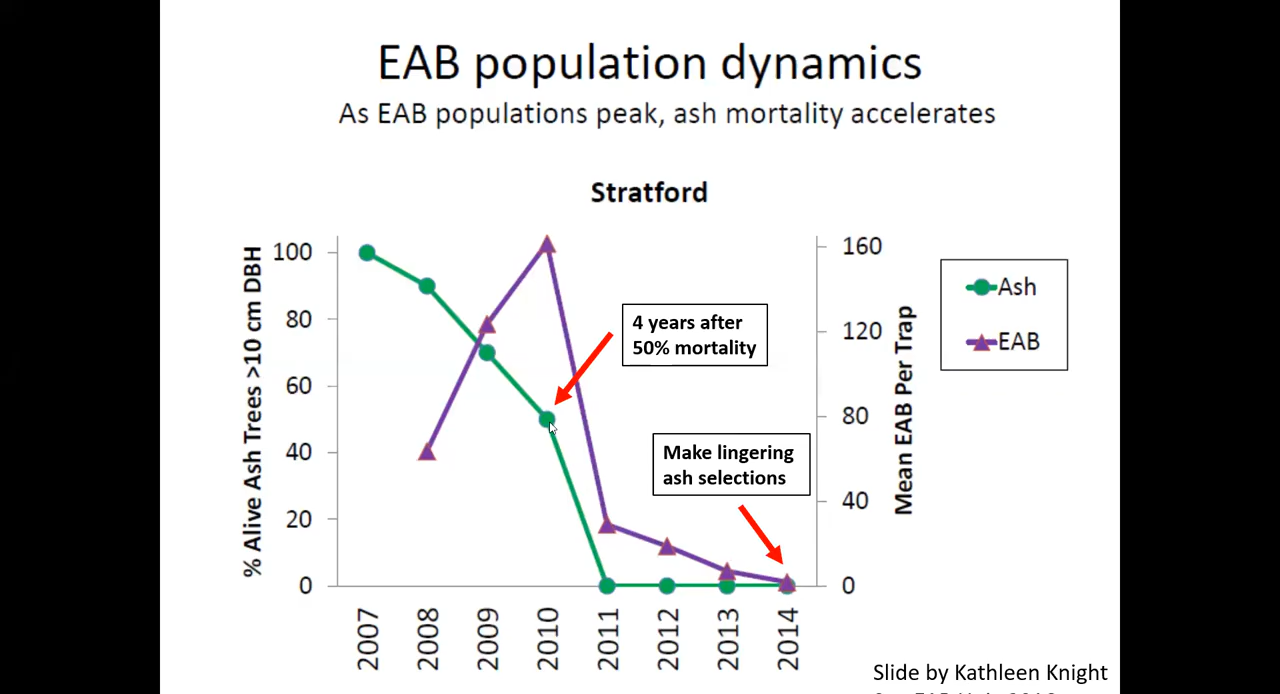 EAB population dynamics
As EAB populations peak, ash mortality accelerates
Stratford
% Alive Ash Trees >10 cm DBH
100
80
60
40
20
0
160
120
80
40
0
Mean EAB Per Trap
Ash
EAB
4 years after
50% mortality
Make lingering
ash selections
2007
2008
2009
2010
2011
2012
2013
2014
Slide by Kathleen Knight